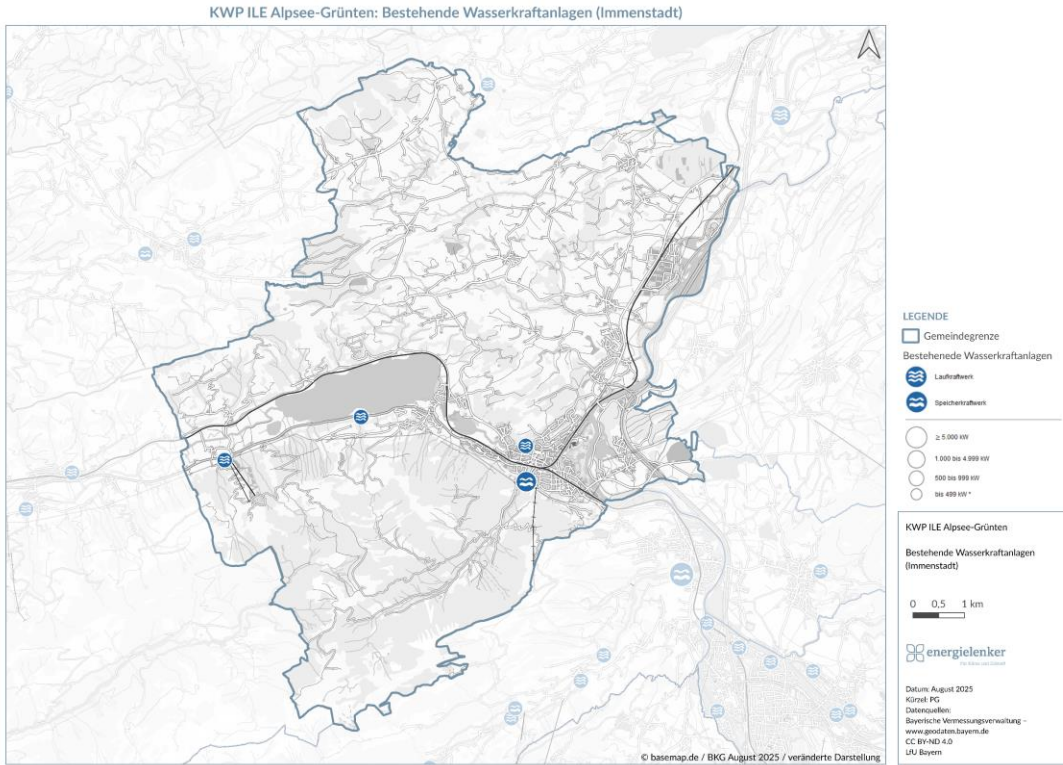 KWP ILE Alpsee-Grünten: Bestehende Wasserkraftanlagen (Immenstadt)
LEGENDE
Gemeindegrenze
Bestehenede Wasserkraftanlagen
Laufkraftwerk
Speicherkraftwerk
≥ 5.000 kW
1.000 bis 4.999 kW
500 bis 999 kW
bis 499 kW *
KWP ILE Alpsee-Grünten
Bestehende Wasserkraftanlagen
(Immenstadt)
0 0,5 1 km
energielenker
Datum: August 2025
Kürzel: PG
Datenquellen:
Bayerische Vermessungsverwaltung –
www.geodaten.bayern.de
CC BY-ND 4.0
LfU Bayern
© basemap.de / BKG August 2025 / veränderte Darstellung